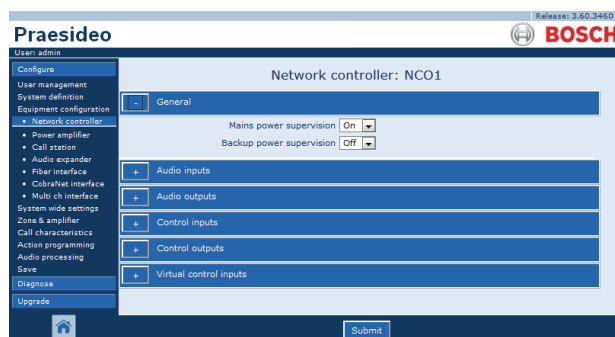 Release: 3.60.3460
Praesideo
BOSCH
User: admin
Configure
User management
System definition
Equipment configuration
• Network controller
• Power amplifier
• Call station
• Audio expander
• Fiber interface
• CobraNet interface
• Multi ch interface
System wide settings
Zone & amplifier
Call characteristics
Action programming
Audio processing
Save
Diagnose
Upgrade
Network controller: NCO1
- General
Mains power supervision On
Backup power supervision Off
+ Audio inputs
+ Audio outputs
+ Control inputs
+ Control outputs
+ Virtual control inputs
Submit